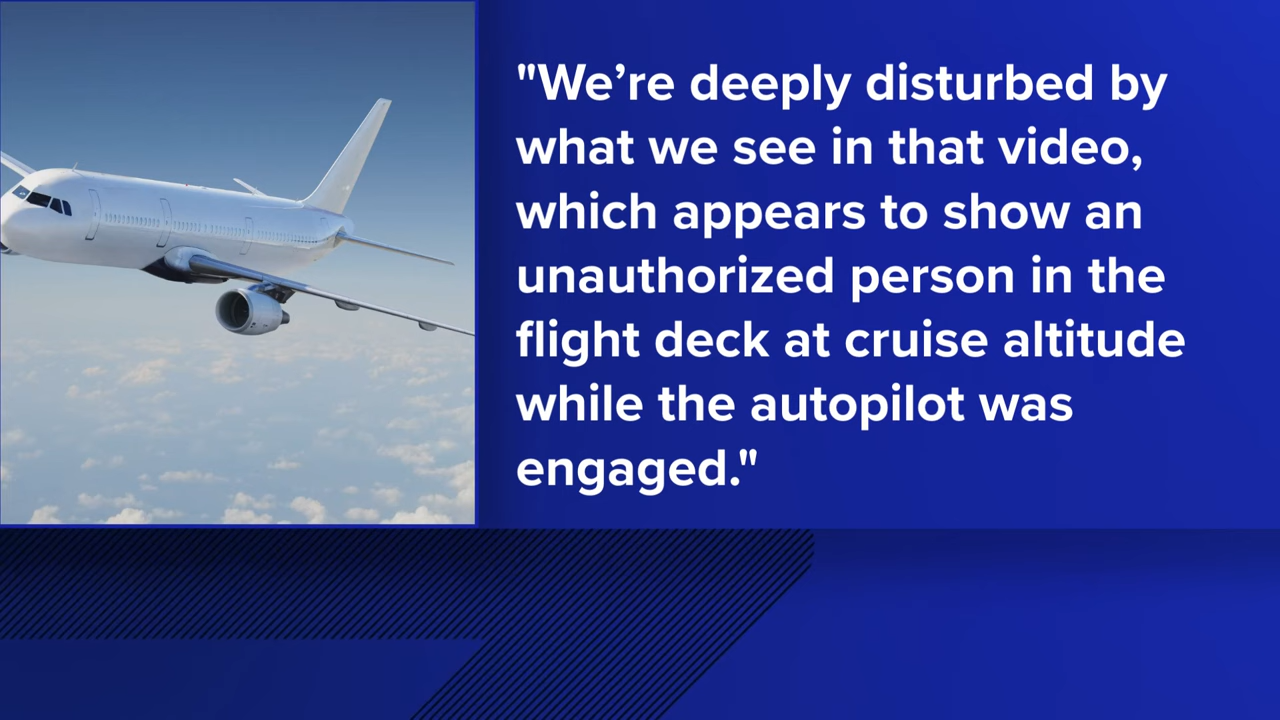 "We’re deeply disturbed by
what we see in that video,
which appears to show an
unauthorized person in the
flight deck at cruise altitude
while the autopilot was
engaged."